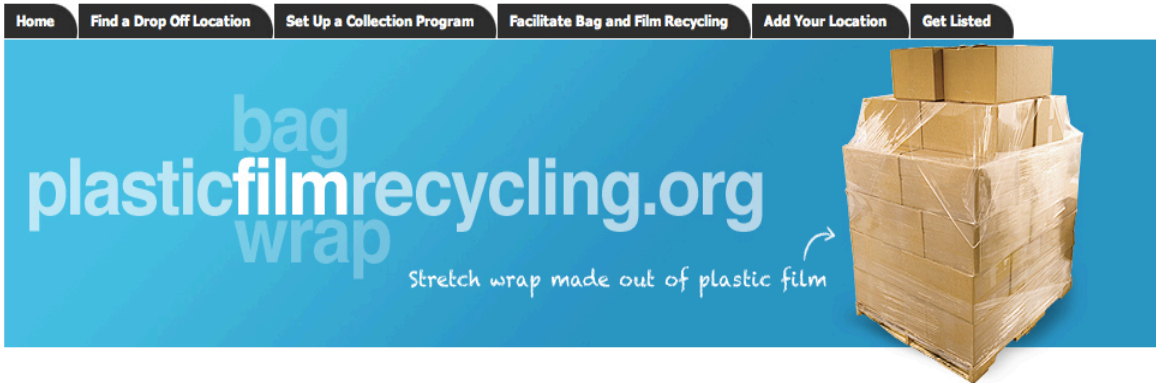 Home
Find a Drop Off Location
Set Up a Collection Program
Facilitate Bag and Film Recycling
Add Your Location
Get Listed
bag
plasticfilmrecycling.org
wrap
Stretch wrap made out of plastic film